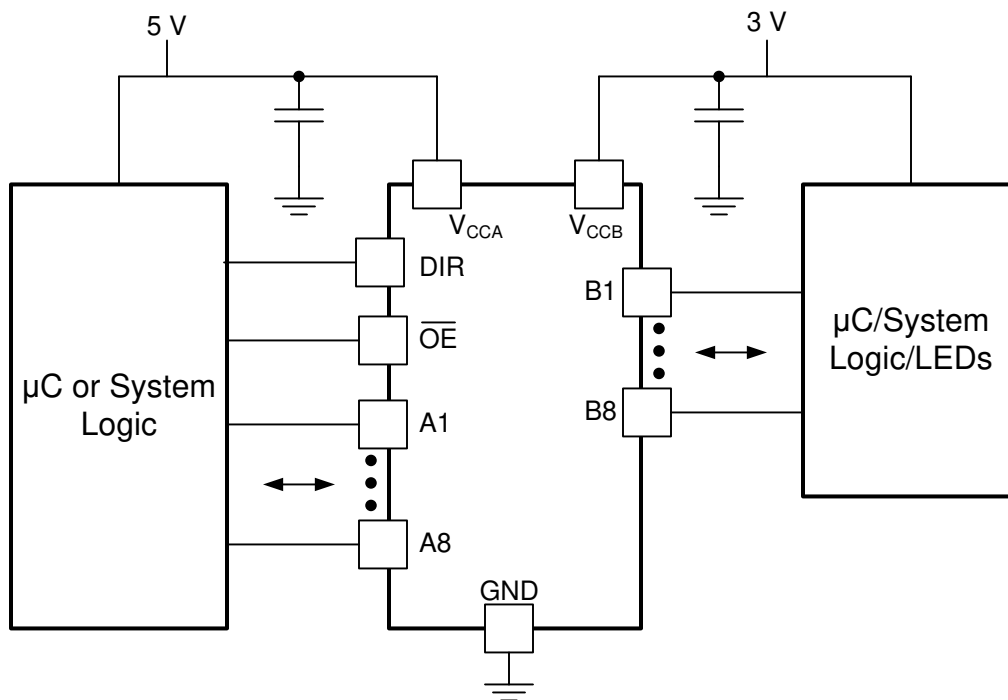 5 V
3 V
VCCA
VCCB
DIR
OE
A1
A8
B1
B8
GND
µC or System
Logic
µC/System
Logic/LEDs